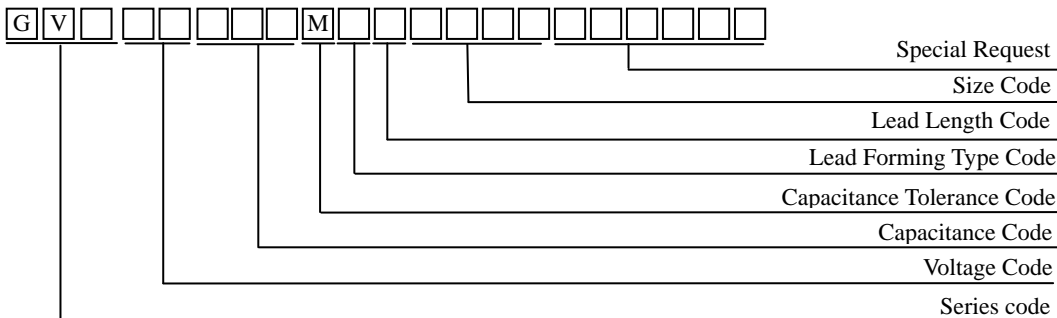 G V M
Special Request
Size Code
Lead Length Code
Lead Forming Type Code
Capacitance Tolerance Code
Capacitance Code
Voltage Code
Series code